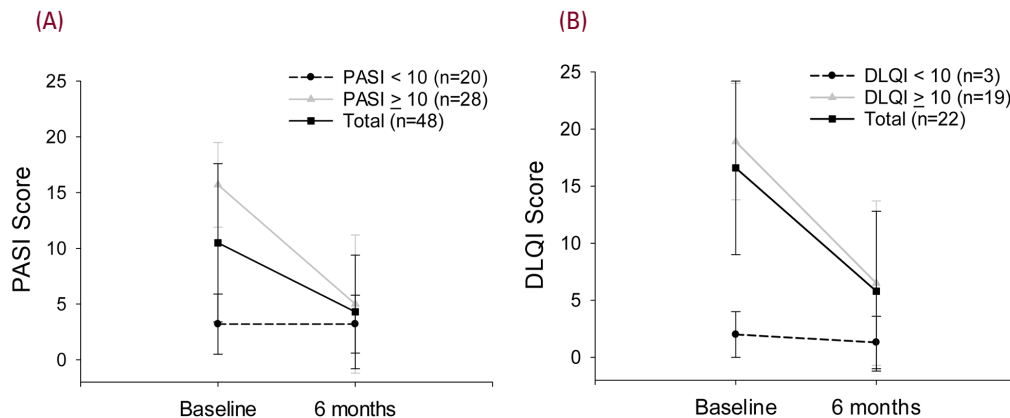 (A)
PASI < 10 (n=20)
PASI ≥ 10 (n=28)
Total (n=48)
25
20
15
10
5
0
PASI Score
Baseline 6 months
(B)
DLQI < 10 (n=3)
DLQI ≥ 10 (n=19)
Total (n=22)
25
20
15
10
5
0
DLQI Score
Baseline 6 months